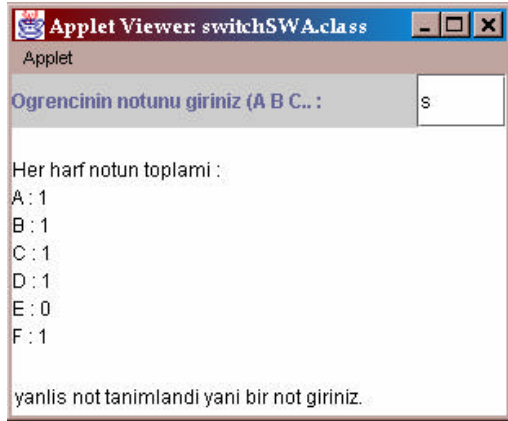 Applet Viewer: switchSWA.class
Applet
Ogrencinin notunu giriniz (A B C.. : s
Her harf notun toplami :
A : 1
B : 1
C : 1
D : 1
E : 0
F : 1
yanlis not tanimlandi yani bir not giriniz.